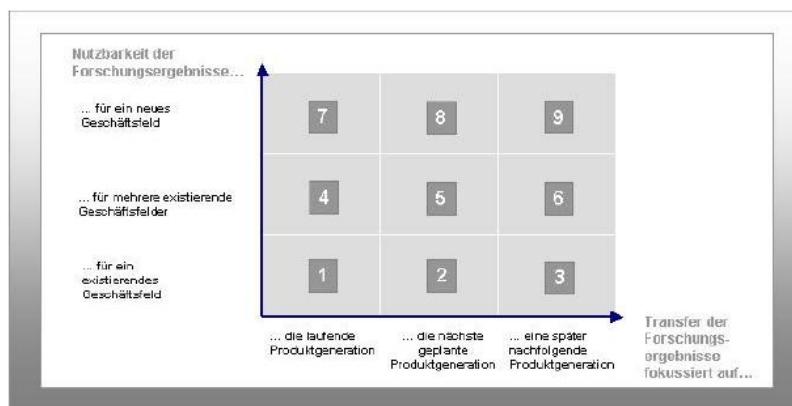 Nutzbarkeit der
Forschungsergebnisse...
... für ein neues
Geschäftsfeld
7 8 9
... für mehrere existierende
Geschäftsfelder
4 5 6
... für ein
existierendes
Geschäftsfeld
1 2 3
... die laufende
Produktgeneration
... die nächste
geplante
Produktgeneration
... eine später
nachfolgende
Produktgeneration
Transfer der
Forschungs-
ergebnisse
fokussiert auf...